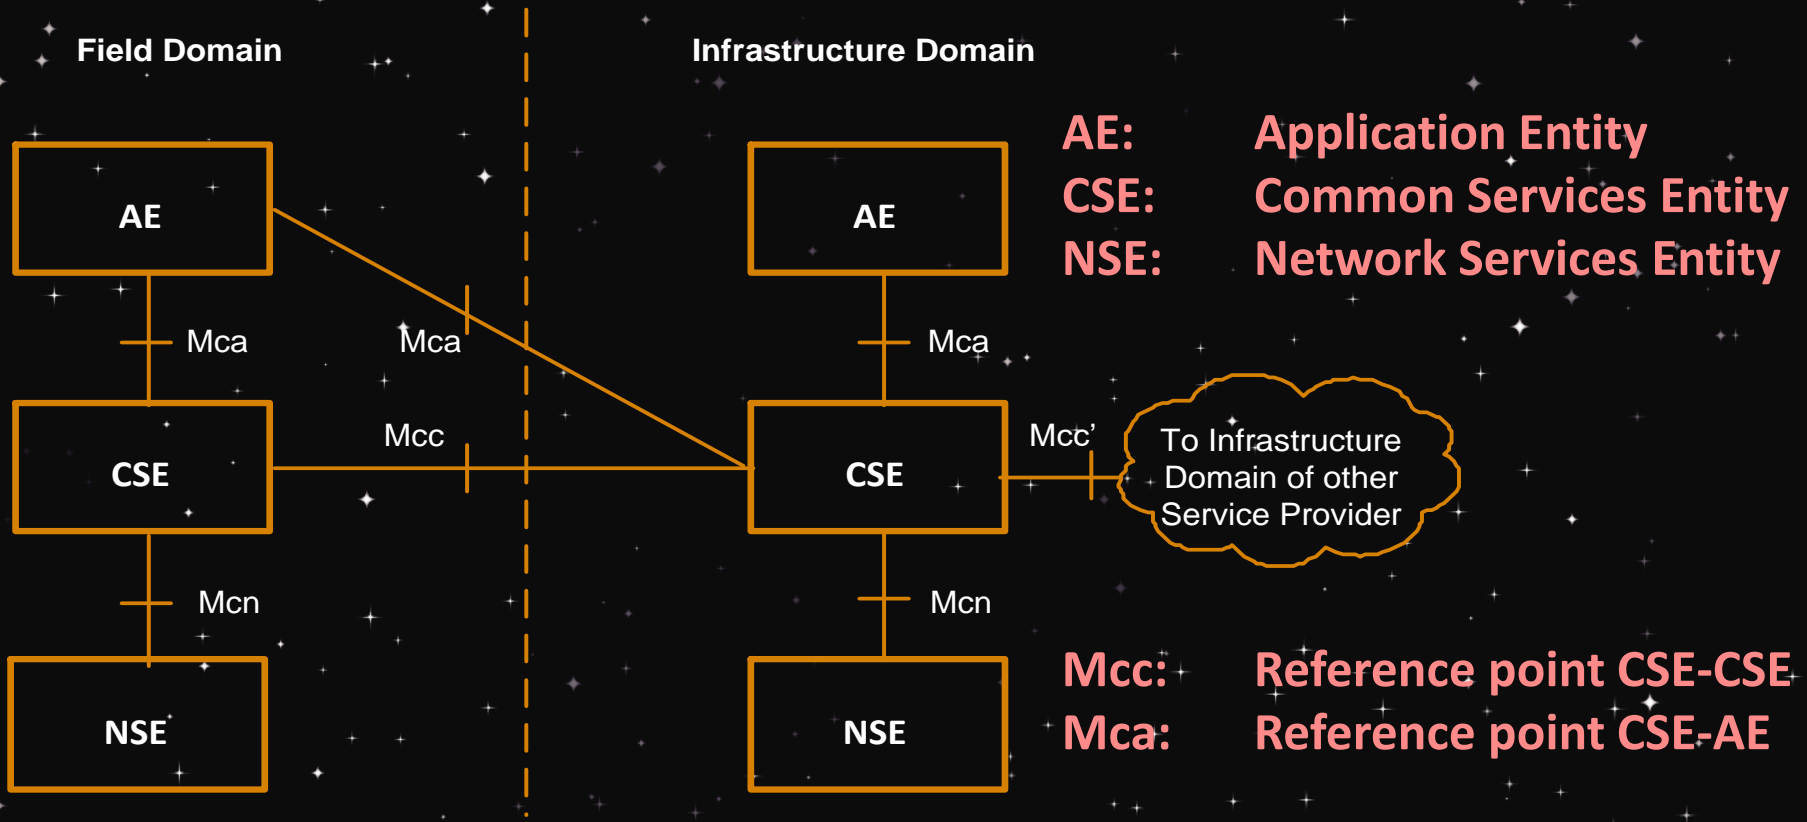 Field Domain
Infrastructure Domain
AE: Application Entity
CSE: Common Services Entity
NSE: Network Services Entity
AE
AE
Mca
Mca
Mca
CSE
Mcc
CSE
Mcc’
To Infrastructure
Domain of other
Service Provider
Mcn
Mcn
NSE
NSE
Mcc: Reference point CSE-CSE
Mca: Reference point CSE-AE